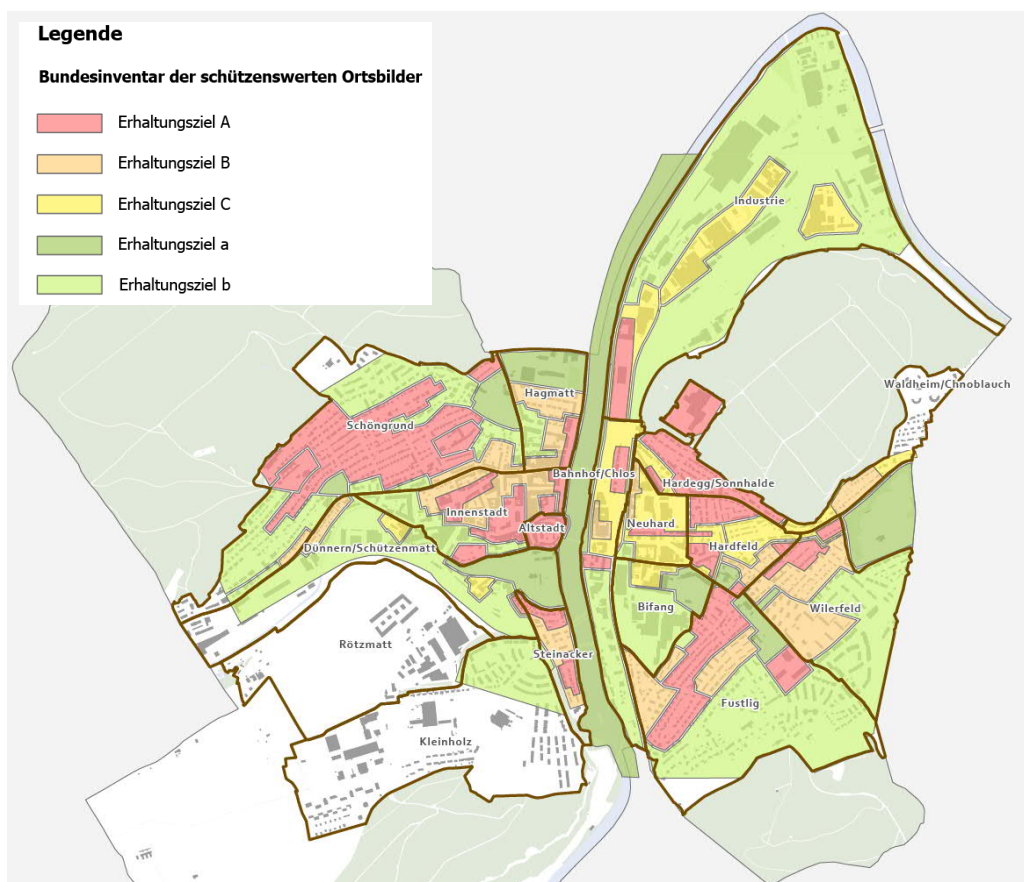 Legende
Bundesinventar der schützenswerten Ortsbilder
Erhaltungsziel A
Erhaltungsziel B
Erhaltungsziel C
Erhaltungsziel a
Erhaltungsziel b
Industrie
Waldheim/Chnoblauch
Hagmatt
Schöngrund
Bahnhof/Chlos
Hardegg/Sonnhalde
Innenstadt
Altstadt
Neuhard
Dünnern/Schützenmatt
Hardfeld
Bifang
Wilerfeld
Rötzmatt
Steinacker
Fustlig
Kleinholz